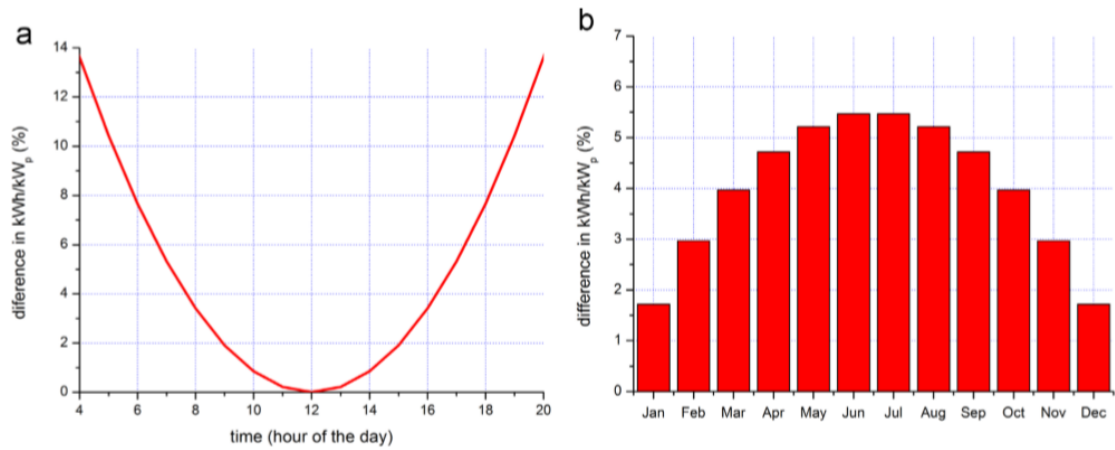 a
14
12
10
8
6
4
2
0
4 6 8 10 12 14 16 18 20
time (hour of the day)
diference in kWh/kWp (%)
b
7
6
5
4
3
2
1
0
Jan Feb Mar Apr May Jun Jul Aug Sep Oct Nov Dec
difference in kWh/kWp (%)